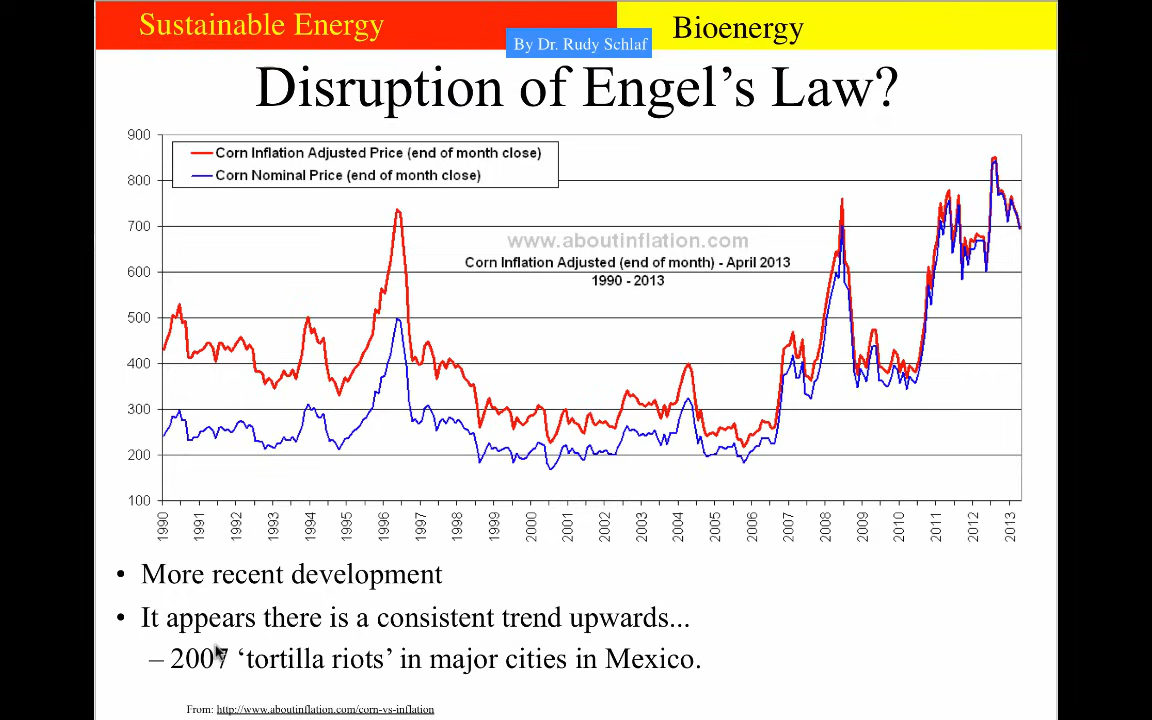 Sustainable Energy
Bioenergy
By Dr. Rudy Schlaf
Disruption of Engel's Law?
Corn Inflation Adjusted Price (end of month close)
Corn Nominal Price (end of month close)
www.aboutinflation.com
Corn Inflation Adjusted (end of month) - April 2013
1990 - 2013
900
800
700
600
500
400
300
200
100
1990 1991 1992 1993 1994 1995 1996 1997 1998 1999 2000 2001 2002 2003 2004 2005 2006 2007 2008 2009 2010 2011 2012 2013
• More recent development
• It appears there is a consistent trend upwards...
– 2007 ‘tortilla riots’ in major cities in Mexico.
From: http://www.aboutinflation.com/corn-vs-inflation